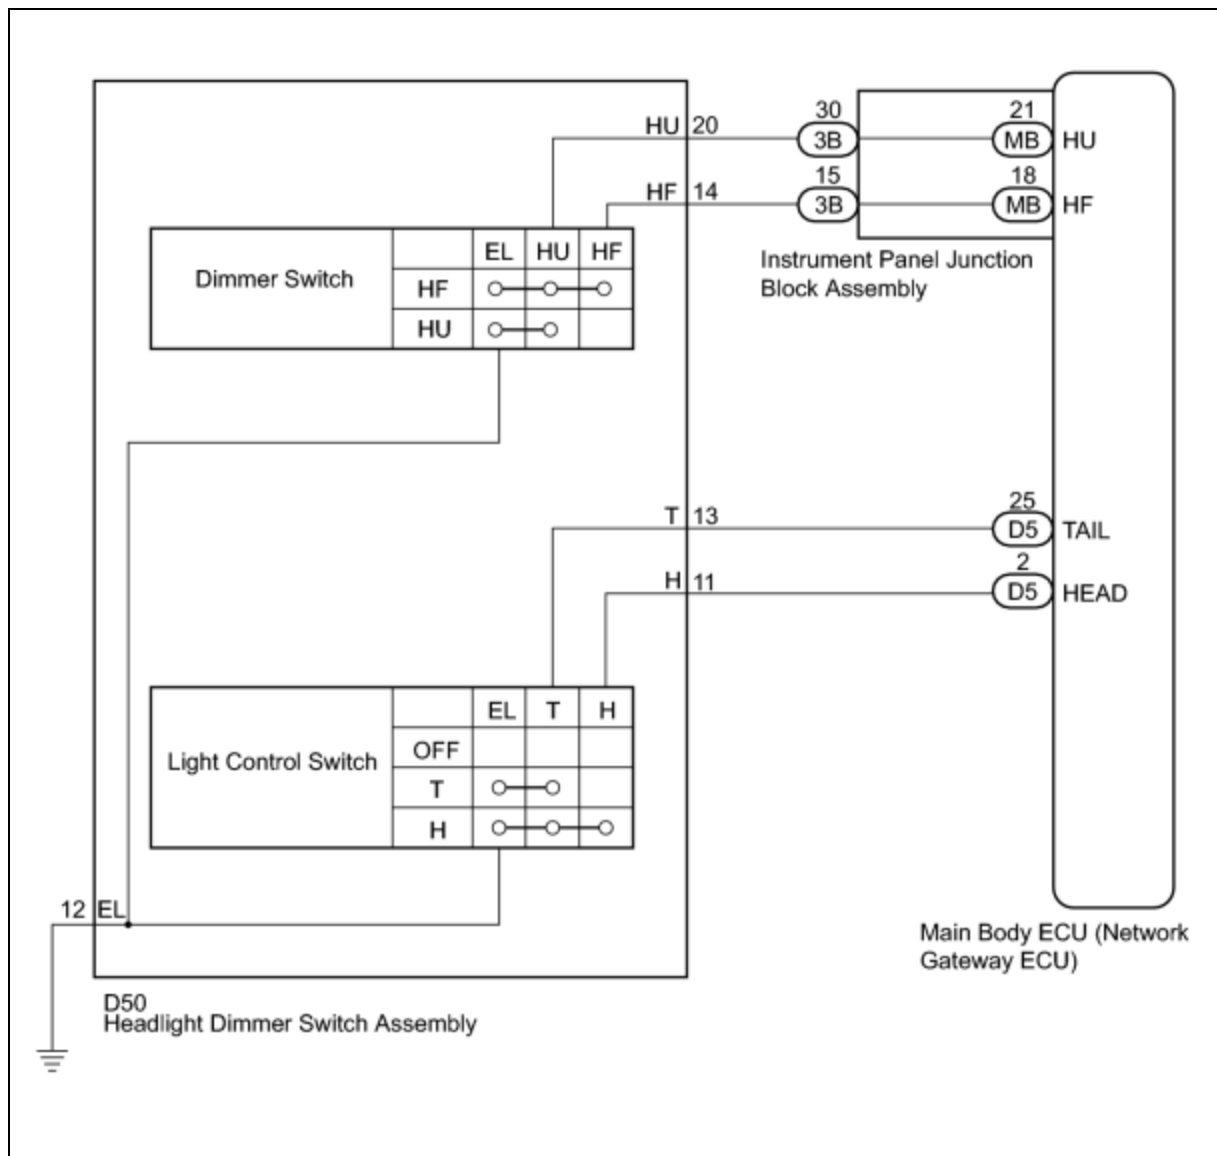 HU 20
30
3B
21
MB HU
HF 14
15
3B
18
MB HF
Instrument Panel Junction
Block Assembly
Dimmer Switch
EL HU HF
HF
HU
T 13
25
D5 TAIL
H 11
2
D5 HEAD
Light Control Switch
EL T H
OFF
T
H
12 EL
Main Body ECU (Network
Gateway ECU)
D50
Headlight Dimmer Switch Assembly